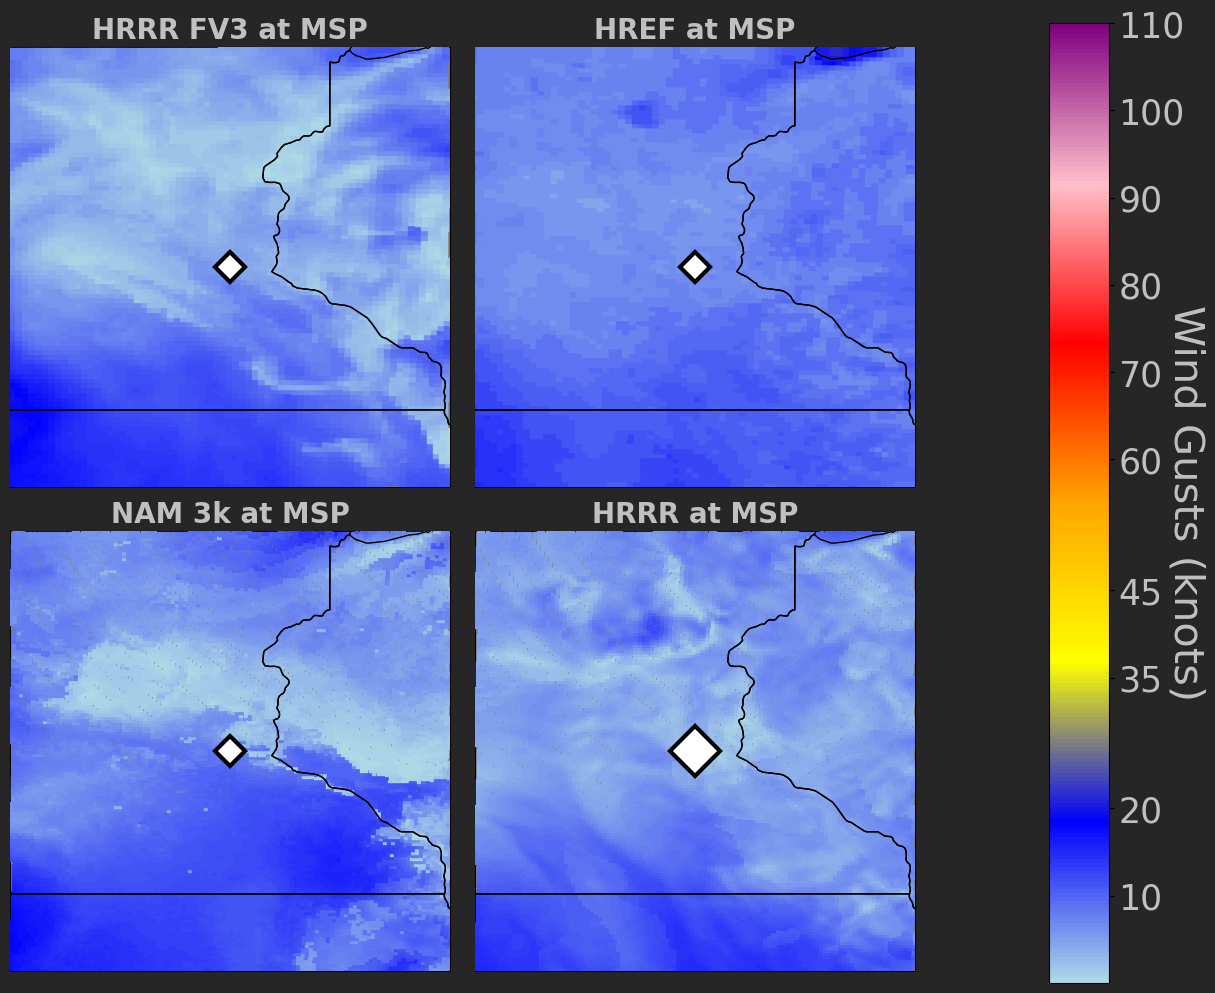 HRRR FV3 at MSP
HREF at MSP
NAM 3k at MSP
HRRR at MSP
110
100
90
80
70
60
45
35
20
10
Wind Gusts (knots)